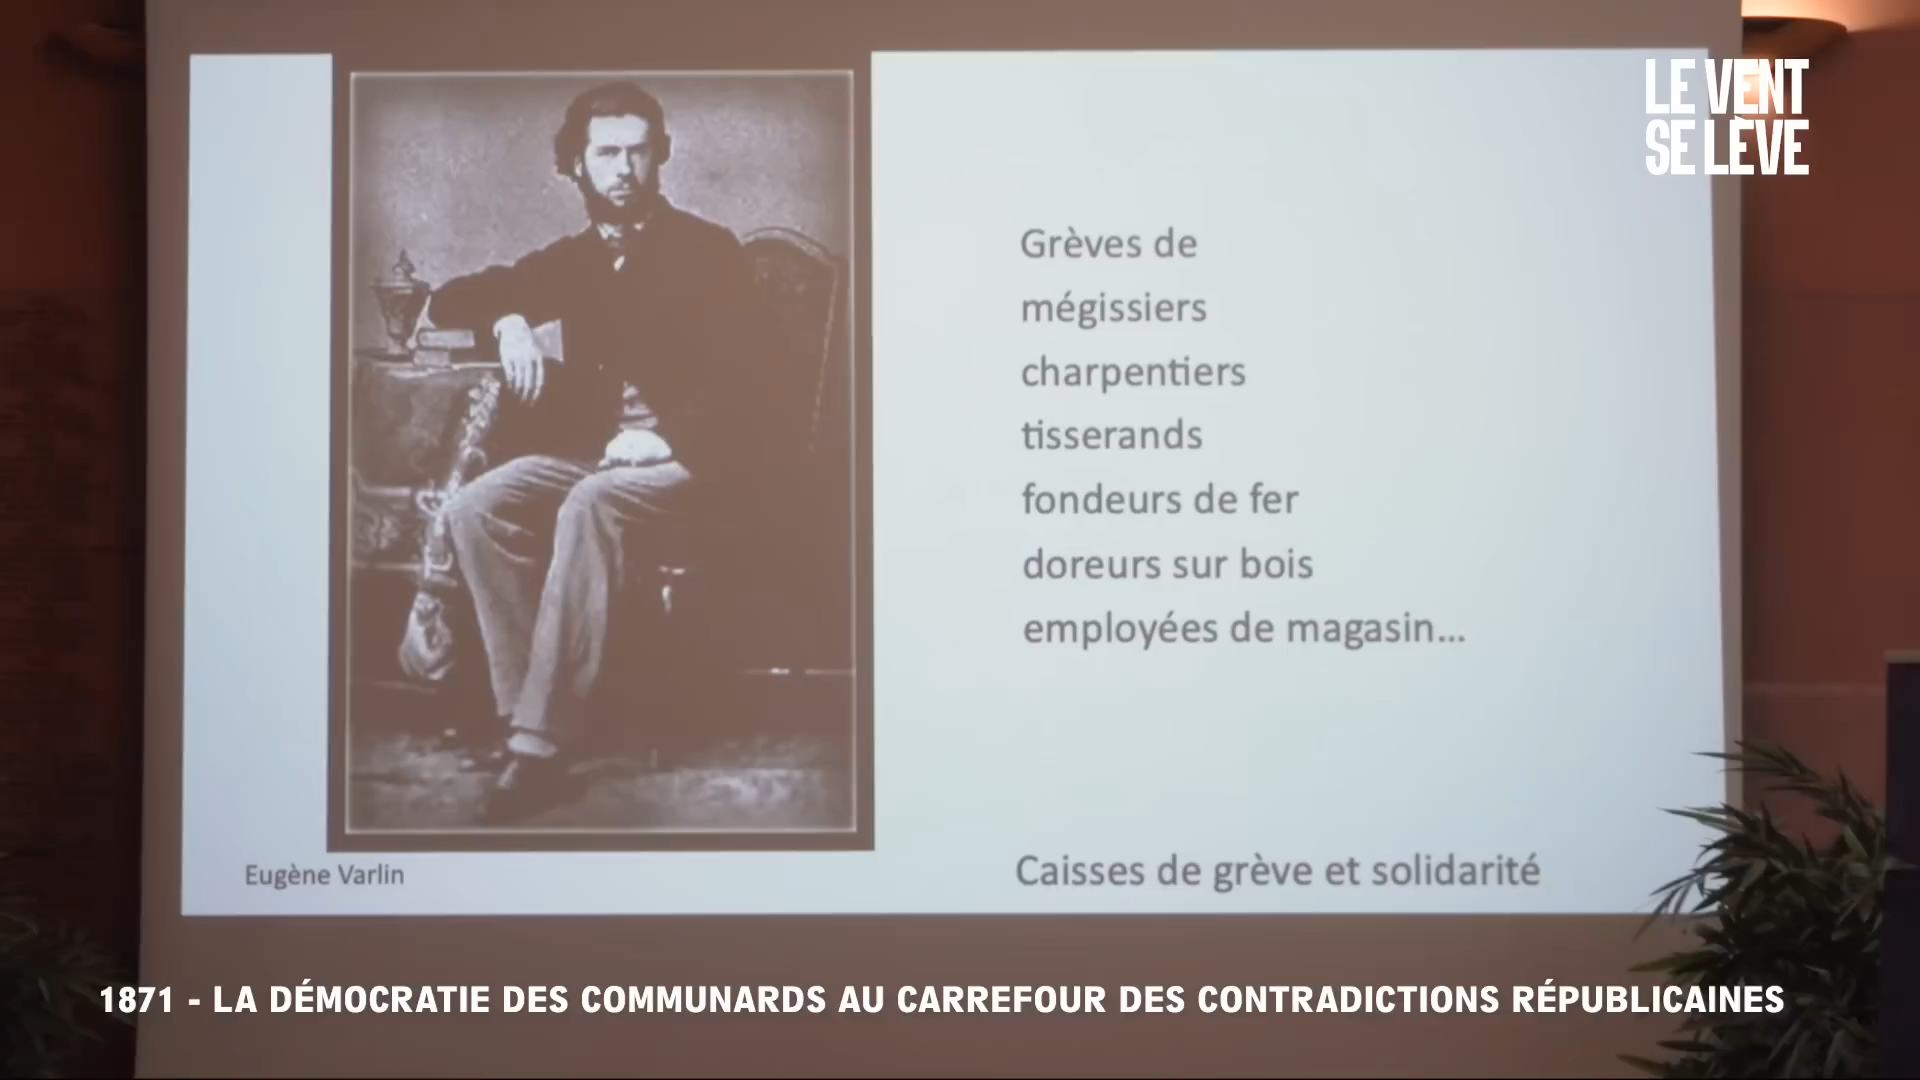 LE VENT
SE LÈVE
Grèves de
mégissiers
charpentiers
tisserands
fondeurs de fer
doreurs sur bois
employées de magasin...
Eugène Varlin
Caisses de grève et solidarité
1871 - LA DÉMOCRATIE DES COMMUNARDS AU CARREFOUR DES CONTRADICTIONS RÉPUBLICAINES